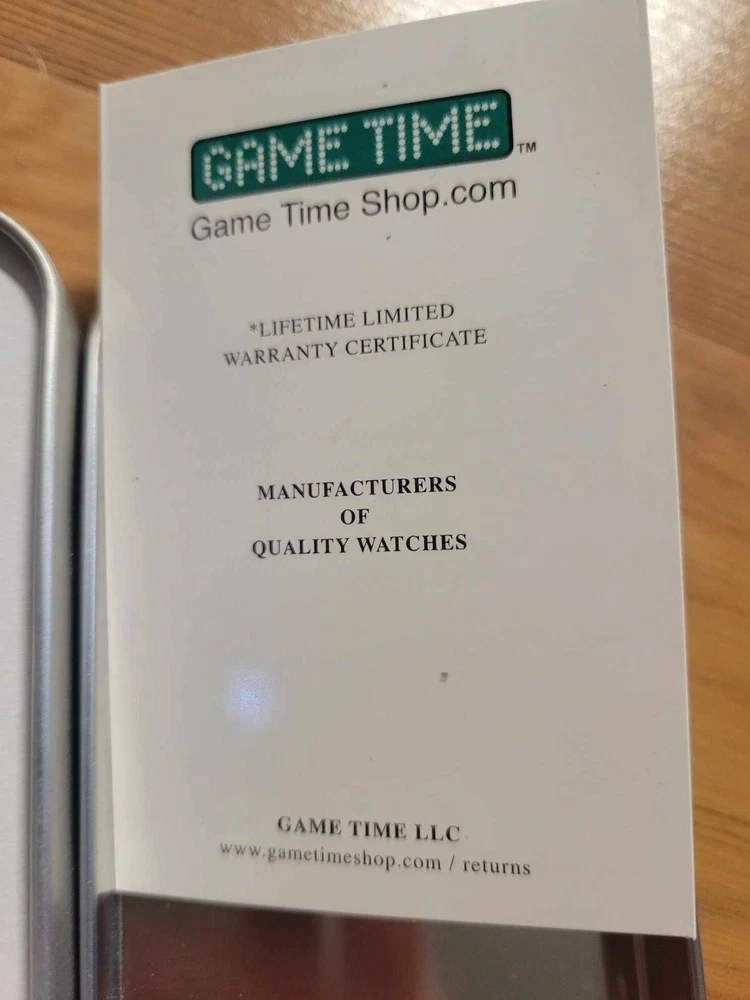 GAME TIME ™
Game Time Shop.com
*LIFETIME LIMITED
WARRANTY CERTIFICATE
MANUFACTURERS
OF
QUALITY WATCHES
GAME TIME LLC
www.gametimeshop.com / returns